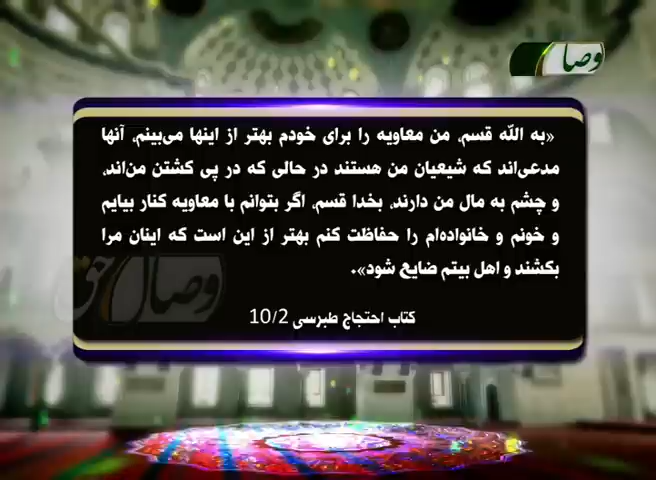 وصال
«به الله قسم، من معاویه را برای خودم بهتر از اینها می‌بینم، آنها
مدعی‌اند که شیعیان من هستند در حالی که در پی کشتن من‌اند،
و چشم به مال من دارند، بخدا قسم، اگر بتوانم با معاویه کنار بیایم
و خونم و خانواده‌ام را حفاظت کنم بهتر از این است که اینان مرا
بکشند و اهل بیتم ضایع شود».
وصال حق
کتاب احتجاج طبرسی 10/2